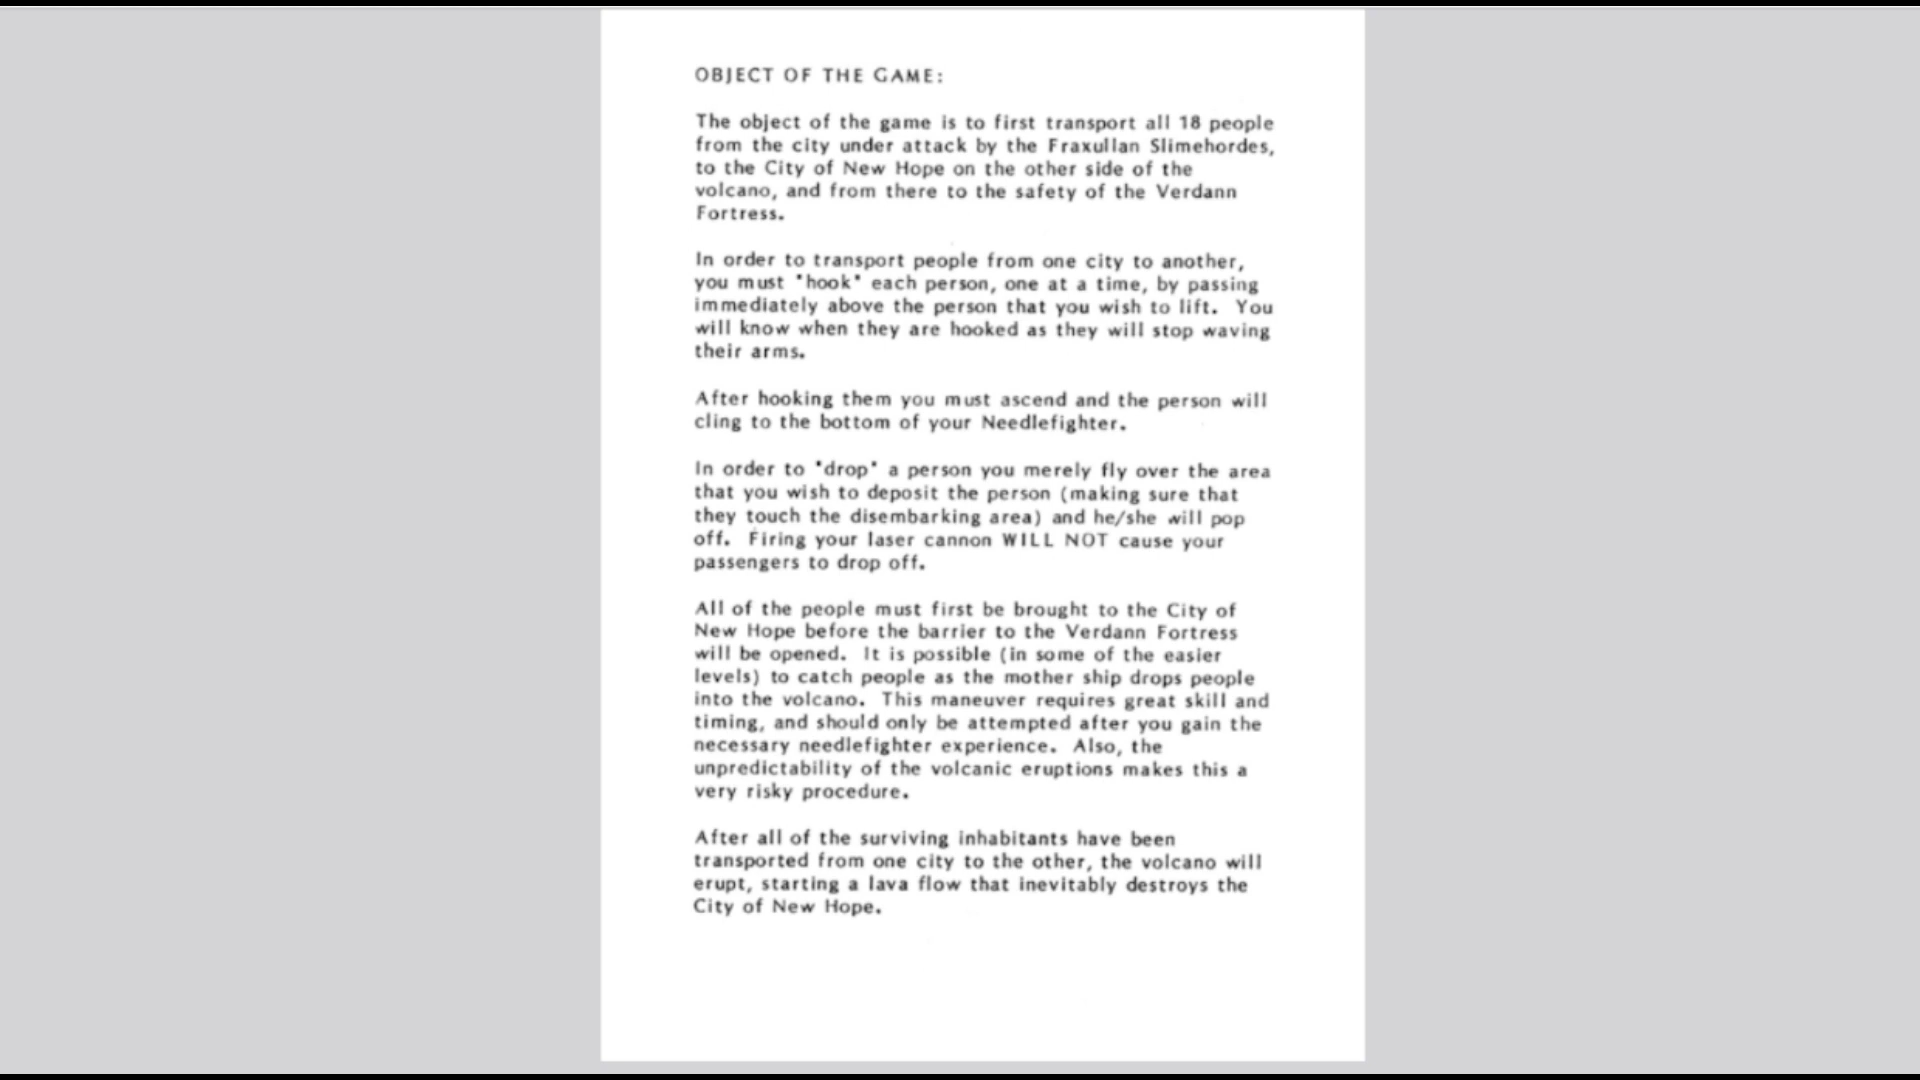 OBJECT OF THE GAME:
The object of the game is to first transport all 18 people
from the city under attack by the Fraxullan Slimehordes,
to the City of New Hope on the other side of the
volcano, and from there to the safety of the Verdann
Fortress.
In order to transport people from one city to another,
you must "hook" each person, one at a time, by passing
immediately above the person that you wish to lift. You
will know when they are hooked as they will stop waving
their arms.
After hooking them you must ascend and the person will
cling to the bottom of your Needlefighter.
In order to "drop" a person you merely fly over the area
that you wish to deposit the person (making sure that
they touch the disembarking area) and he/she will pop
off. Firing your laser cannon WILL NOT cause your
passengers to drop off.
All of the people must first be brought to the City of
New Hope before the barrier to the Verdann Fortress
will be opened. It is possible (in some of the easier
levels) to catch people as the mother ship drops people
into the volcano. This maneuver requires great skill and
timing, and should only be attempted after you gain the
necessary needlefighter experience. Also, the
unpredictability of the volcanic eruptions makes this a
very risky procedure.
After all of the surviving inhabitants have been
transported from one city to the other, the volcano will
erupt, starting a lava flow that inevitably destroys the
City of New Hope.